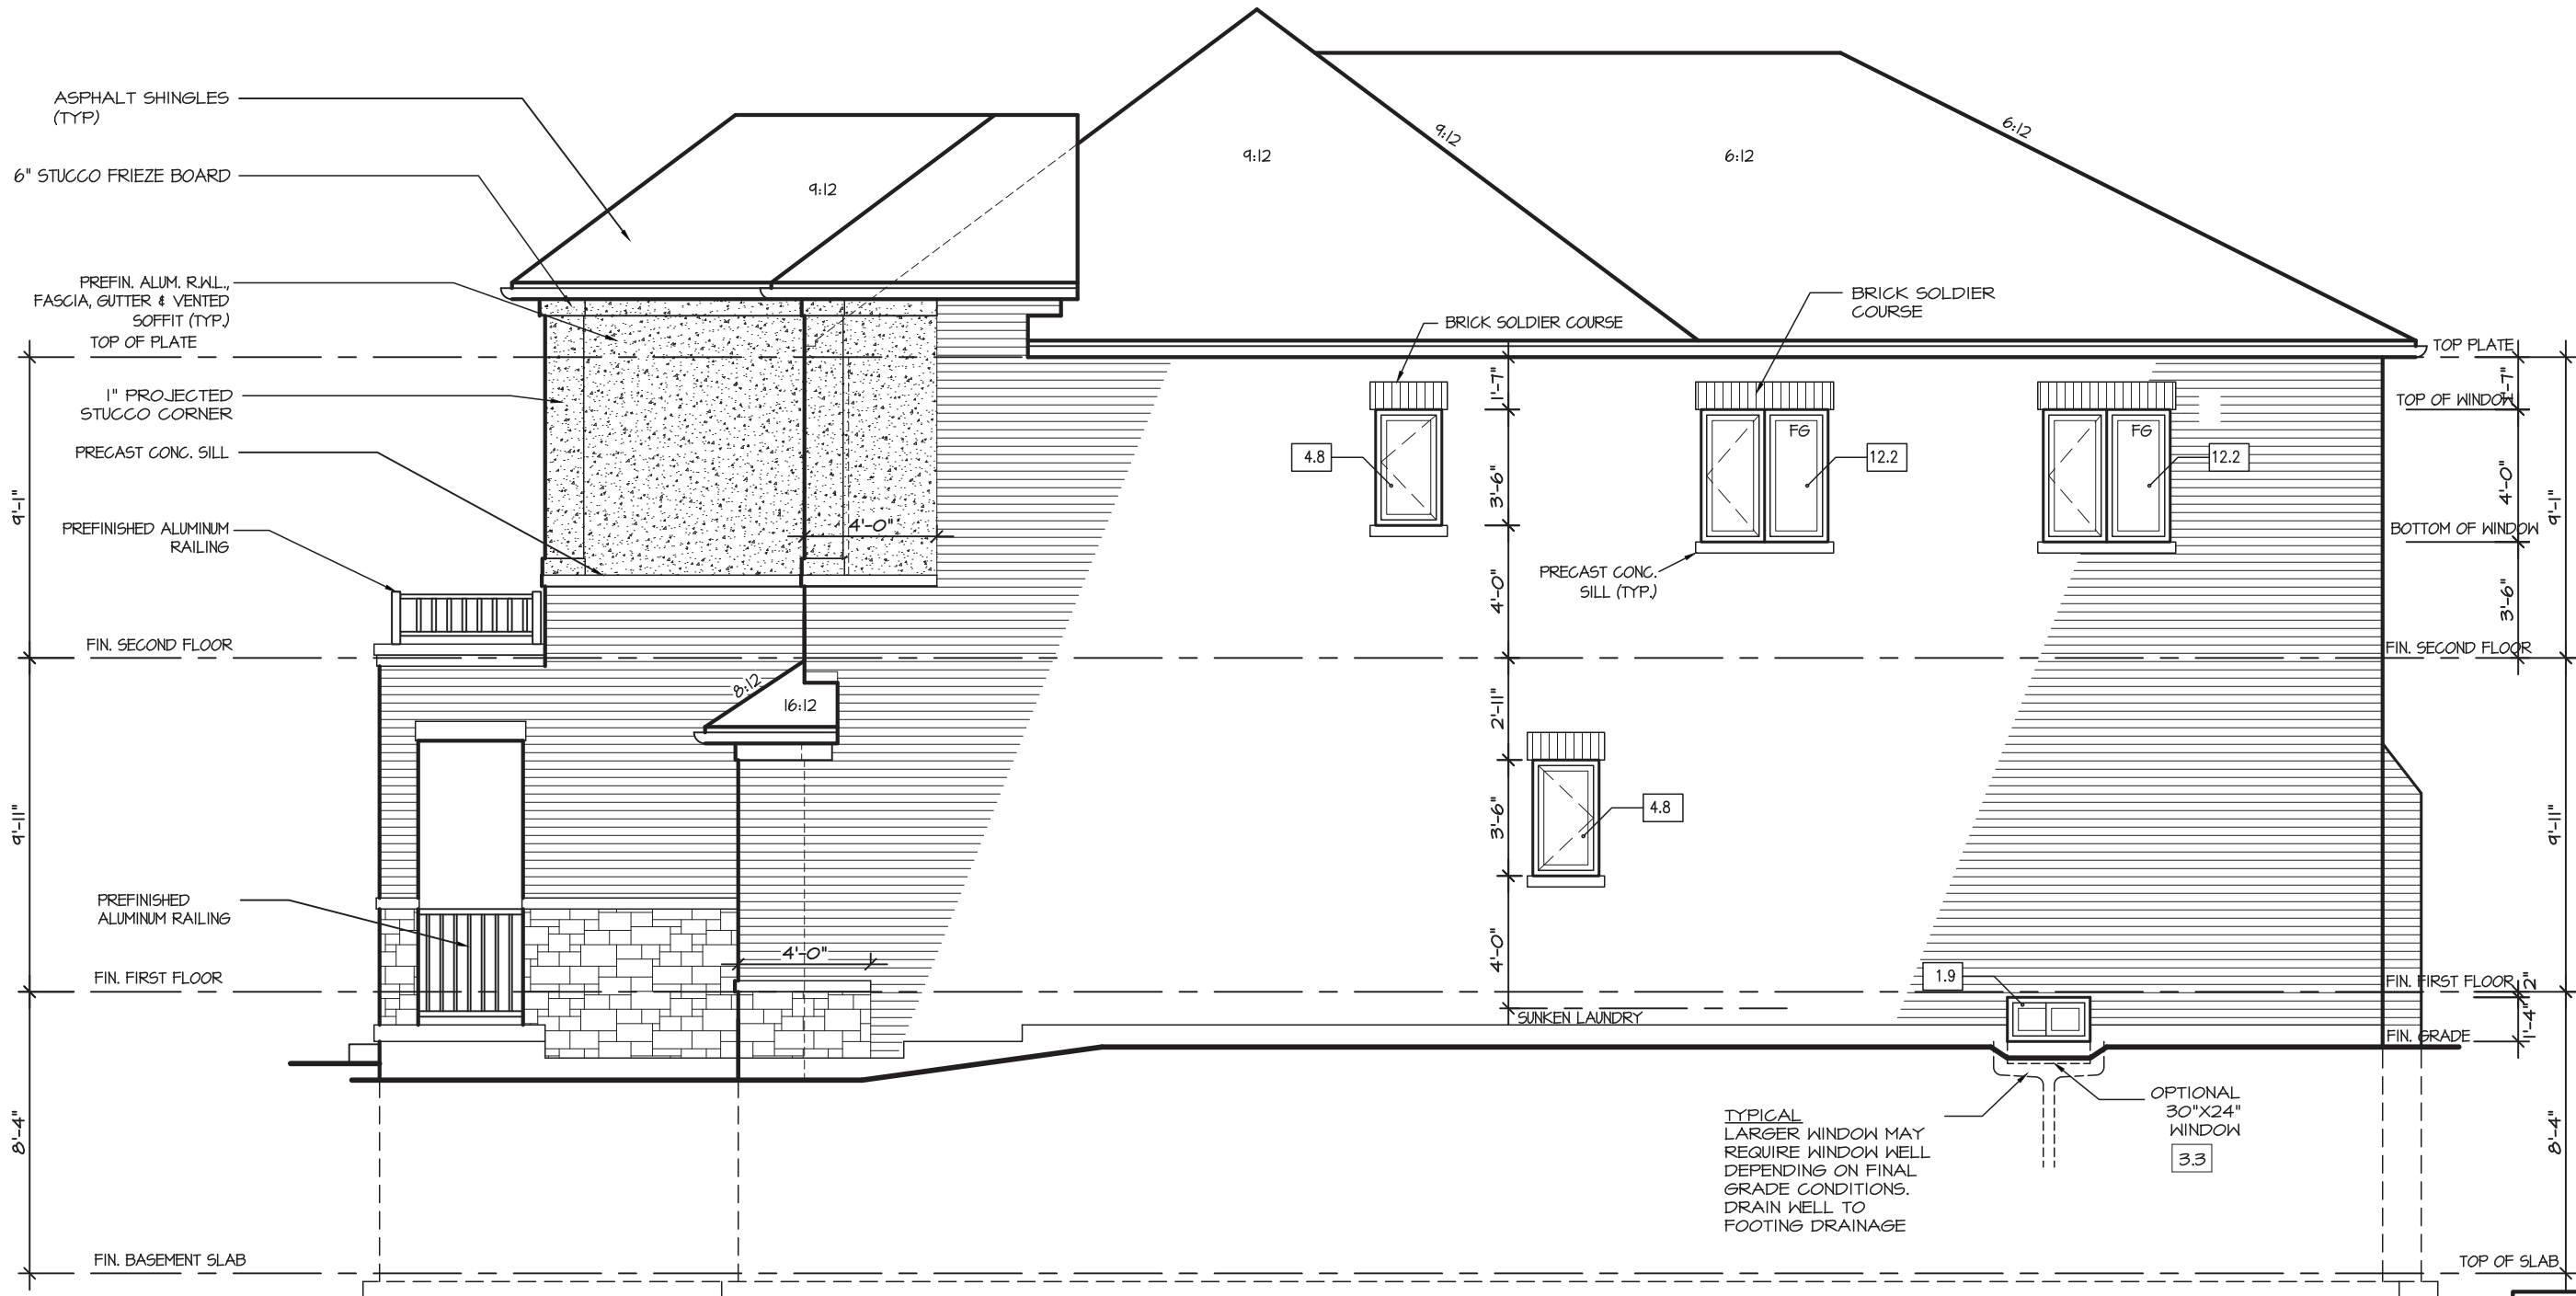 ASPHALT SHINGLES
(TYP)
6" STUCCO FRIEZE BOARD
PREFIN. ALUM. R.W.L.,
FASCIA, GUTTER & VENTED
SOFFIT (TYP.)
TOP OF PLATE
1" PROJECTED
STUCCO CORNER
PRECAST CONC. SILL
9'-1"
PREFINISHED ALUMINUM
RAILING
FIN. SECOND FLOOR
9'-11"
PREFINISHED
ALUMINUM RAILING
FIN. FIRST FLOOR
8'-4"
FIN. BASEMENT SLAB
9:12
9:12
9:12
6:12
6:12
4'-0"
8:12
16:12
4'-0"
BRICK SOLDIER COURSE
BRICK SOLDIER
COURSE
4.8
FG
12.2
FG
12.2
PRECAST CONC.
SILL (TYP.)
1'-7"
3'-6"
4'-0"
2'-11"
3'-6"
4'-0"
4.8
SUNKEN LAUNDRY
1.9
TYPICAL
LARGER WINDOW MAY
REQUIRE WINDOW WELL
DEPENDING ON FINAL
GRADE CONDITIONS.
DRAIN WELL TO
FOOTING DRAINAGE
OPTIONAL
30"X24"
WINDOW
3.3
TOP PLATE
1'-7"
TOP OF WINDOW
4'-0"
9'-1"
BOTTOM OF WINDOW
3'-6"
FIN. SECOND FLOOR
9'-11"
FIN. FIRST FLOOR
2"
1'-4"
FIN. GRADE
8'-4"
TOP OF SLAB